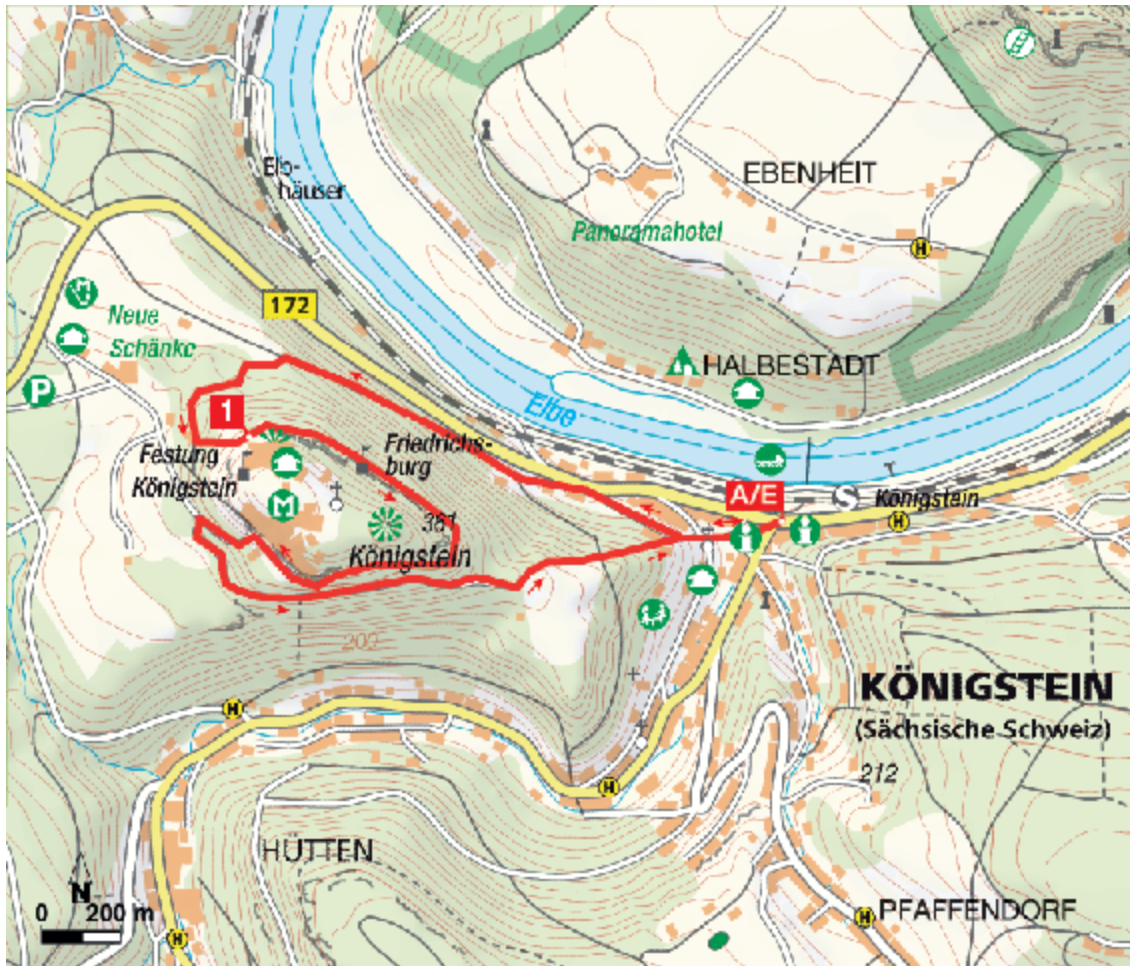 Elb-
häuser
EBENHEIT
Panoramahotel
172
M
Neue
Schänke
P
HALBESTADT
Elbe
1
Friedrichs-
burg
Festung
Königstein
M
361
Königstein
A/E
S
Königstein
H
H
i
i
200
H
H
KÖNIGSTEIN
(Sächsische Schweiz)
212
HÜTTEN
N
0 200 m
H
H
PFAFFENDORF